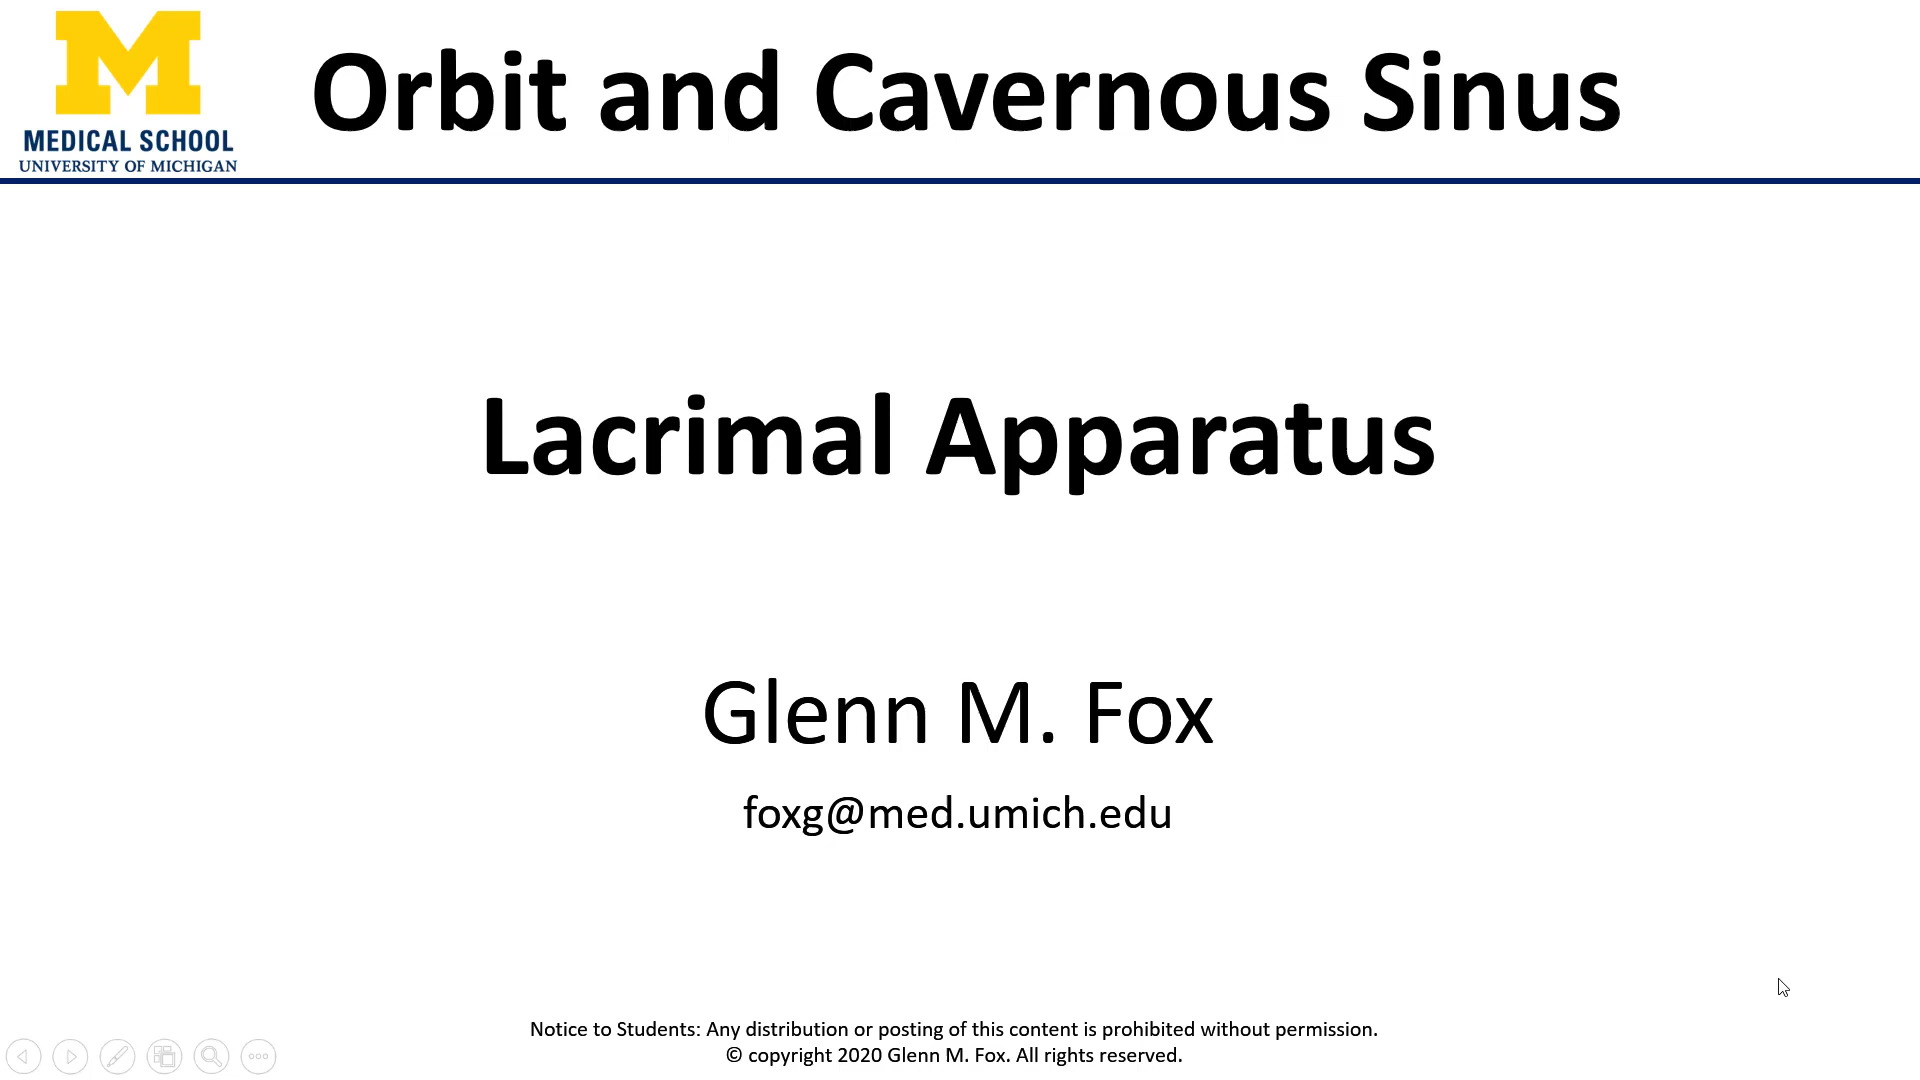 MEDICAL SCHOOL
UNIVERSITY OF MICHIGAN
Orbit and Cavernous Sinus
Lacrimal Apparatus
Glenn M. Fox
foxg@med.umich.edu
Notice to Students: Any distribution or posting of this content is prohibited without permission.
© copyright 2020 Glenn M. Fox. All rights reserved.